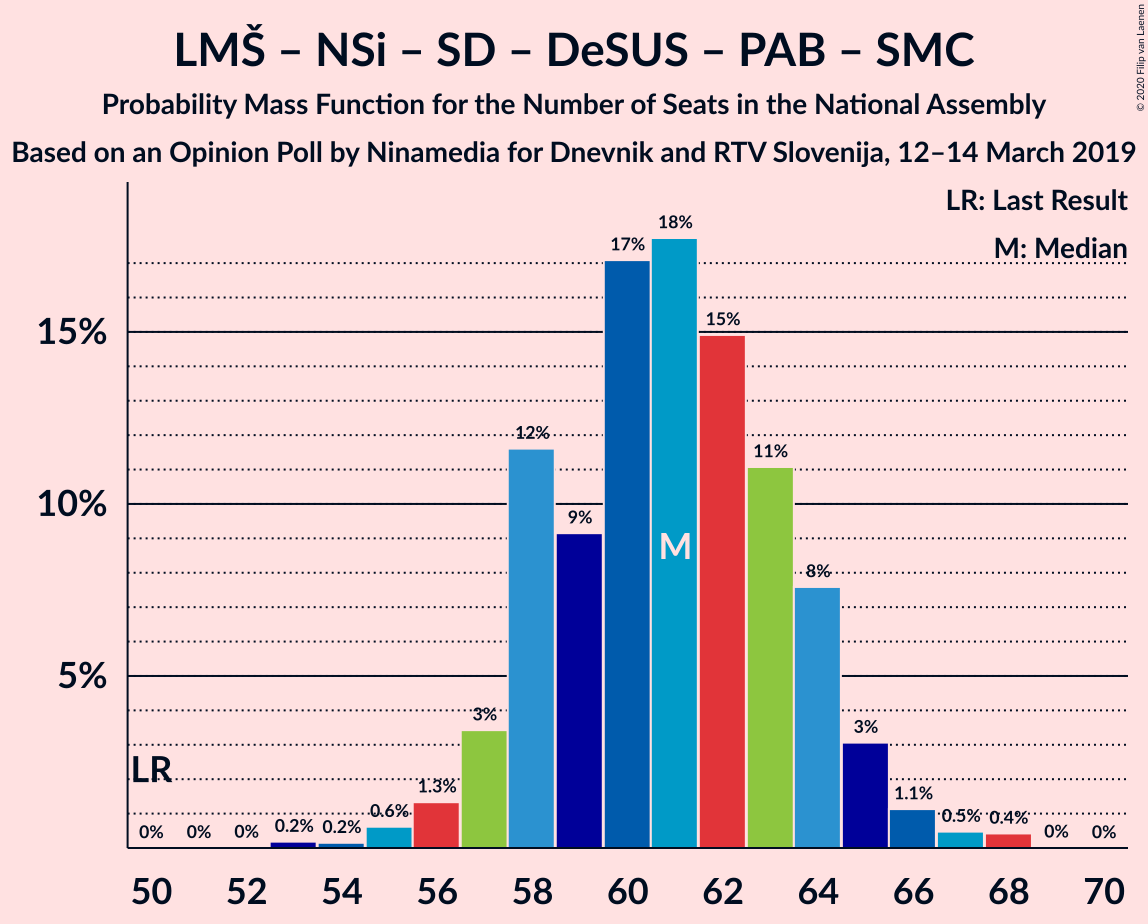 LMŠ – NSi – SD – DeSUS – PAB – SMC
Probability Mass Function for the Number of Seats in the National Assembly
Based on an Opinion Poll by Ninamedia for Dnevnik and RTV Slovenija, 12–14 March 2019
© 2020 Filip van Laenen
LR: Last Result
M: Median
15%
10%
5%
LR
M
0%
0%
0%
0.2%
0.2%
0.6%
1.3%
3%
12%
9%
17%
18%
15%
11%
8%
3%
1.1%
0.5%
0.4%
0%
0%
50 52 54 56 58 60 62 64 66 68 70